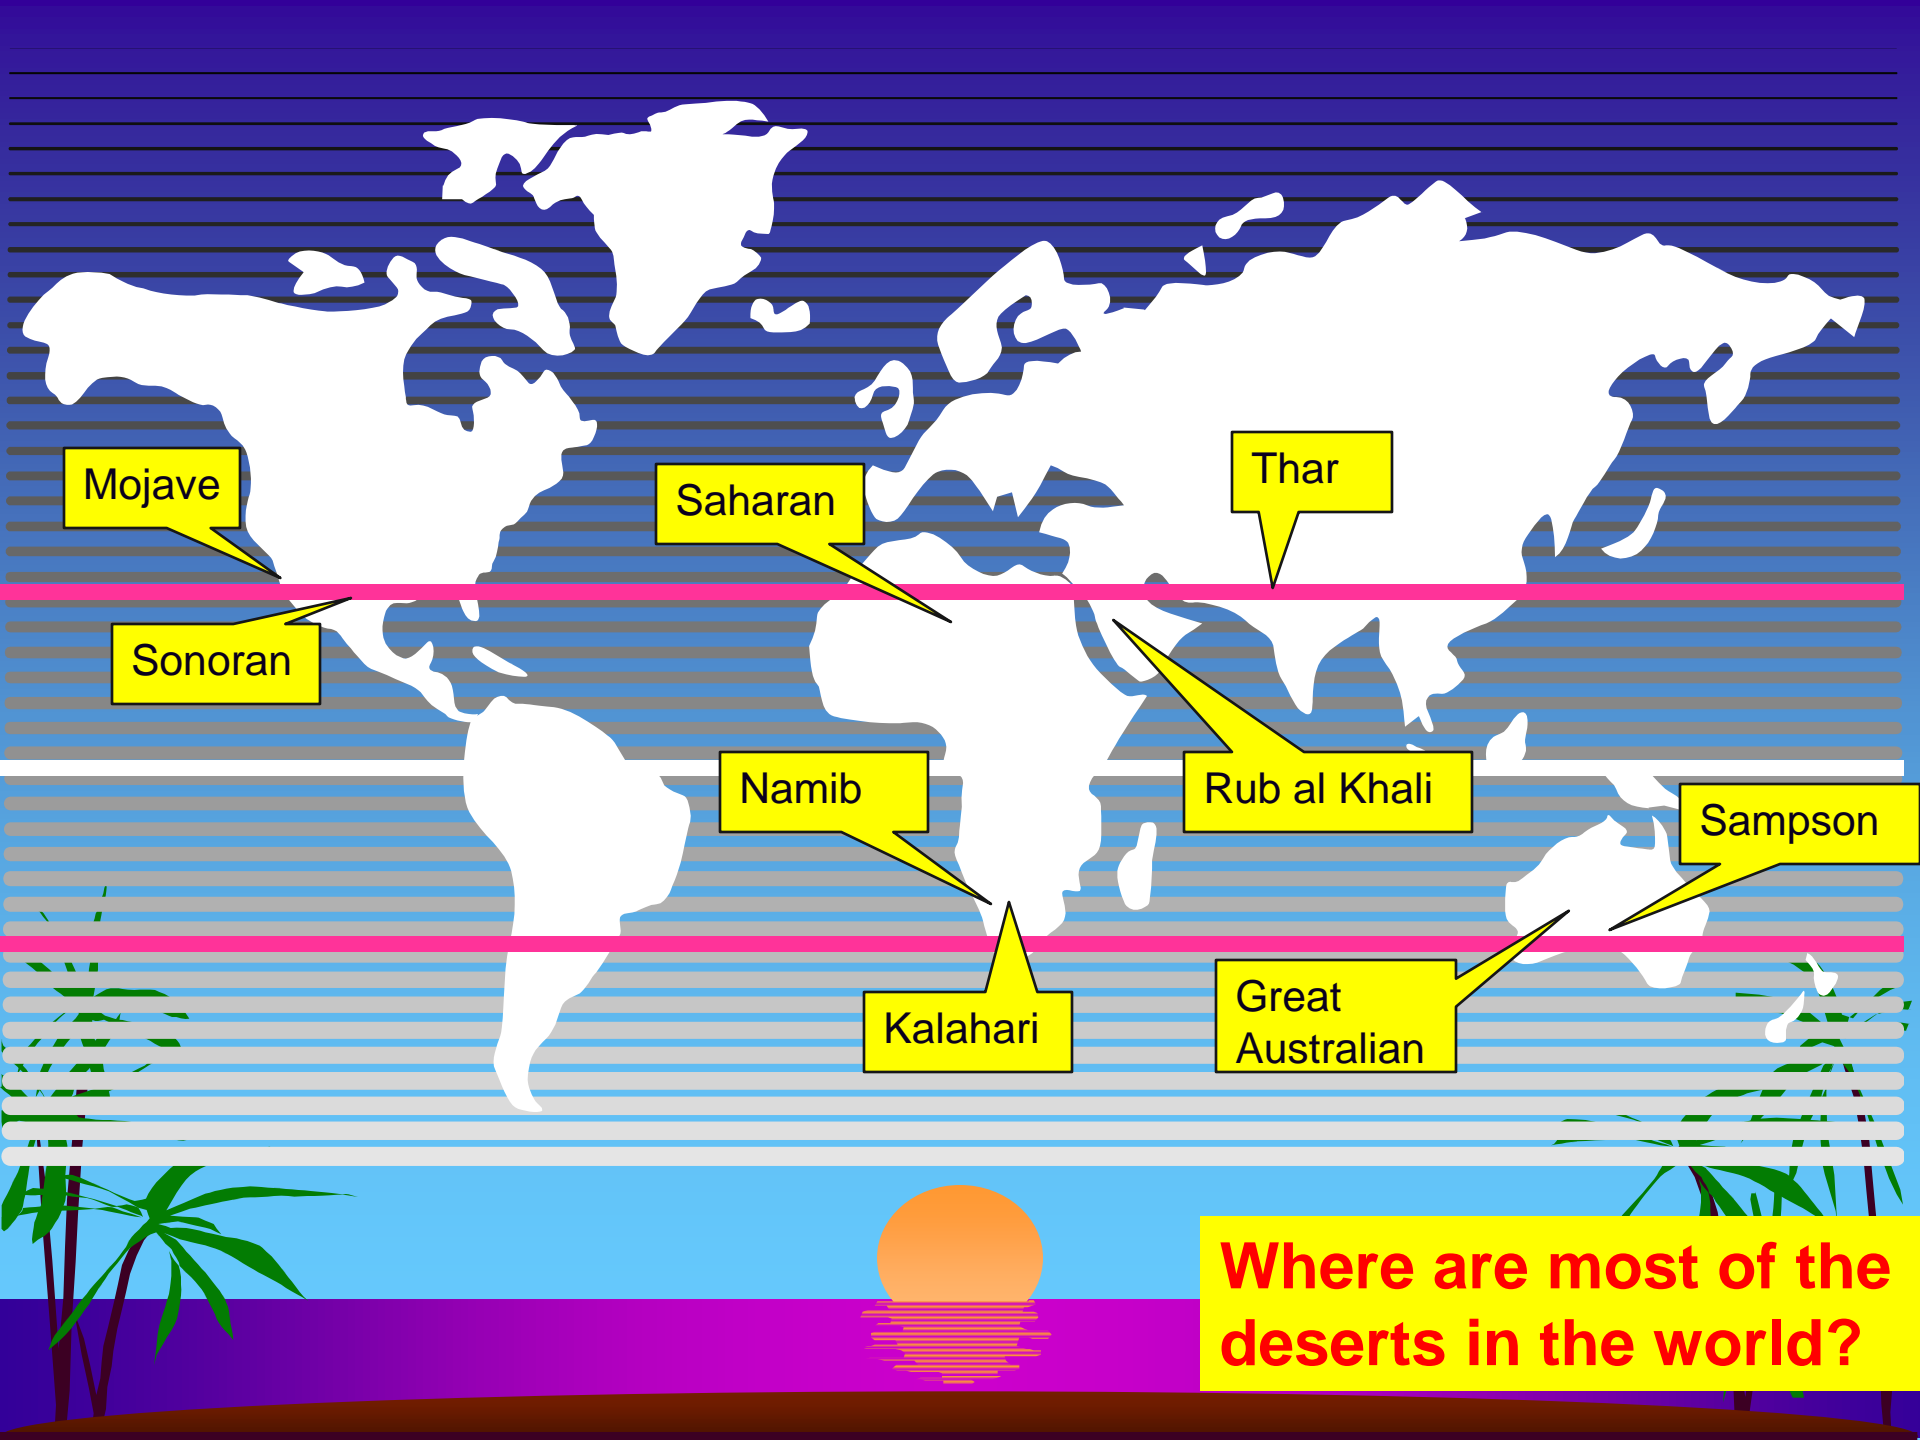 Thar
Mojave
Saharan
Sonoran
Namib
Rub al Khali
Sampson
Great
Australian
Kalahari
Where are most of the
deserts in the world?